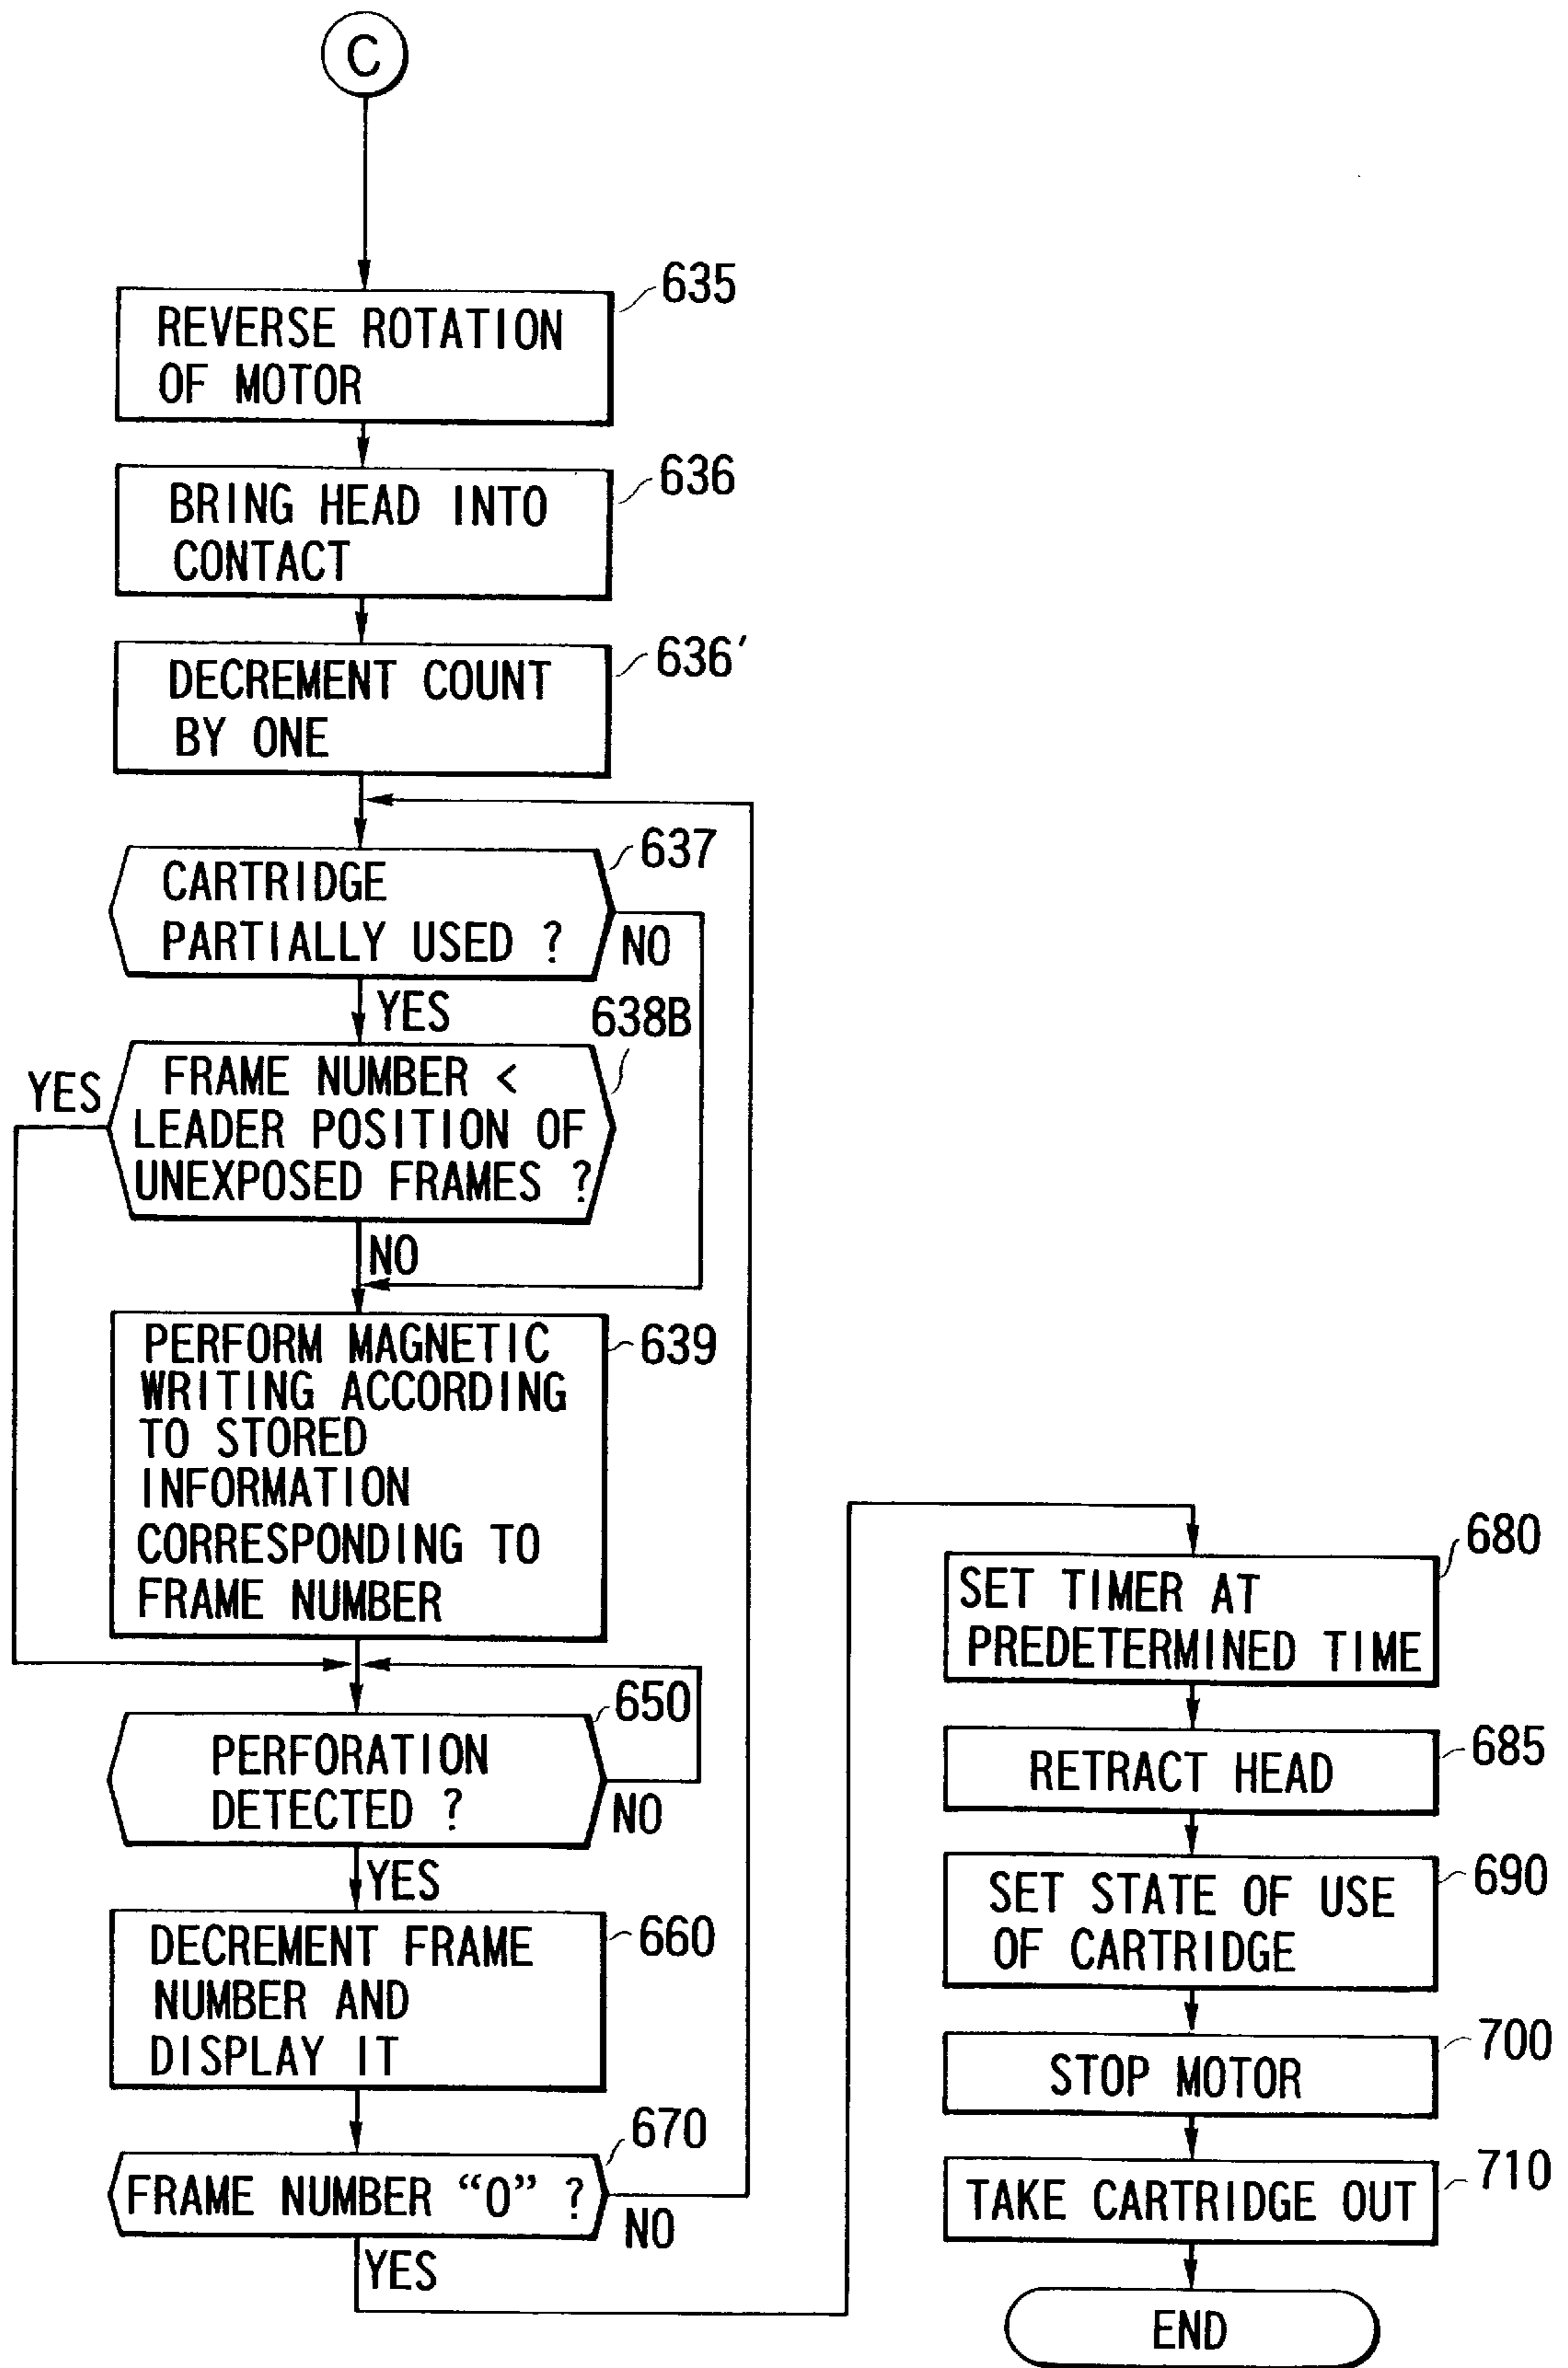 C
635
REVERSE ROTATION
OF MOTOR
636
BRING HEAD INTO
CONTACT
636'
DECREMENT COUNT
BY ONE
637
CARTRIDGE
PARTIALLY USED ?
NO
YES
638B
YES
FRAME NUMBER <
LEADER POSITION OF
UNEXPOSED FRAMES ?
NO
639
PERFORM MAGNETIC
WRITING ACCORDING
TO STORED
INFORMATION
CORRESPONDING TO
FRAME NUMBER
650
PERFORATION
DETECTED ?
NO
YES
660
DECREMENT FRAME
NUMBER AND
DISPLAY IT
670
FRAME NUMBER “0” ?
NO
YES
680
SET TIMER AT
PREDETERMINED TIME
685
RETRACT HEAD
690
SET STATE OF USE
OF CARTRIDGE
700
STOP MOTOR
710
TAKE CARTRIDGE OUT
END